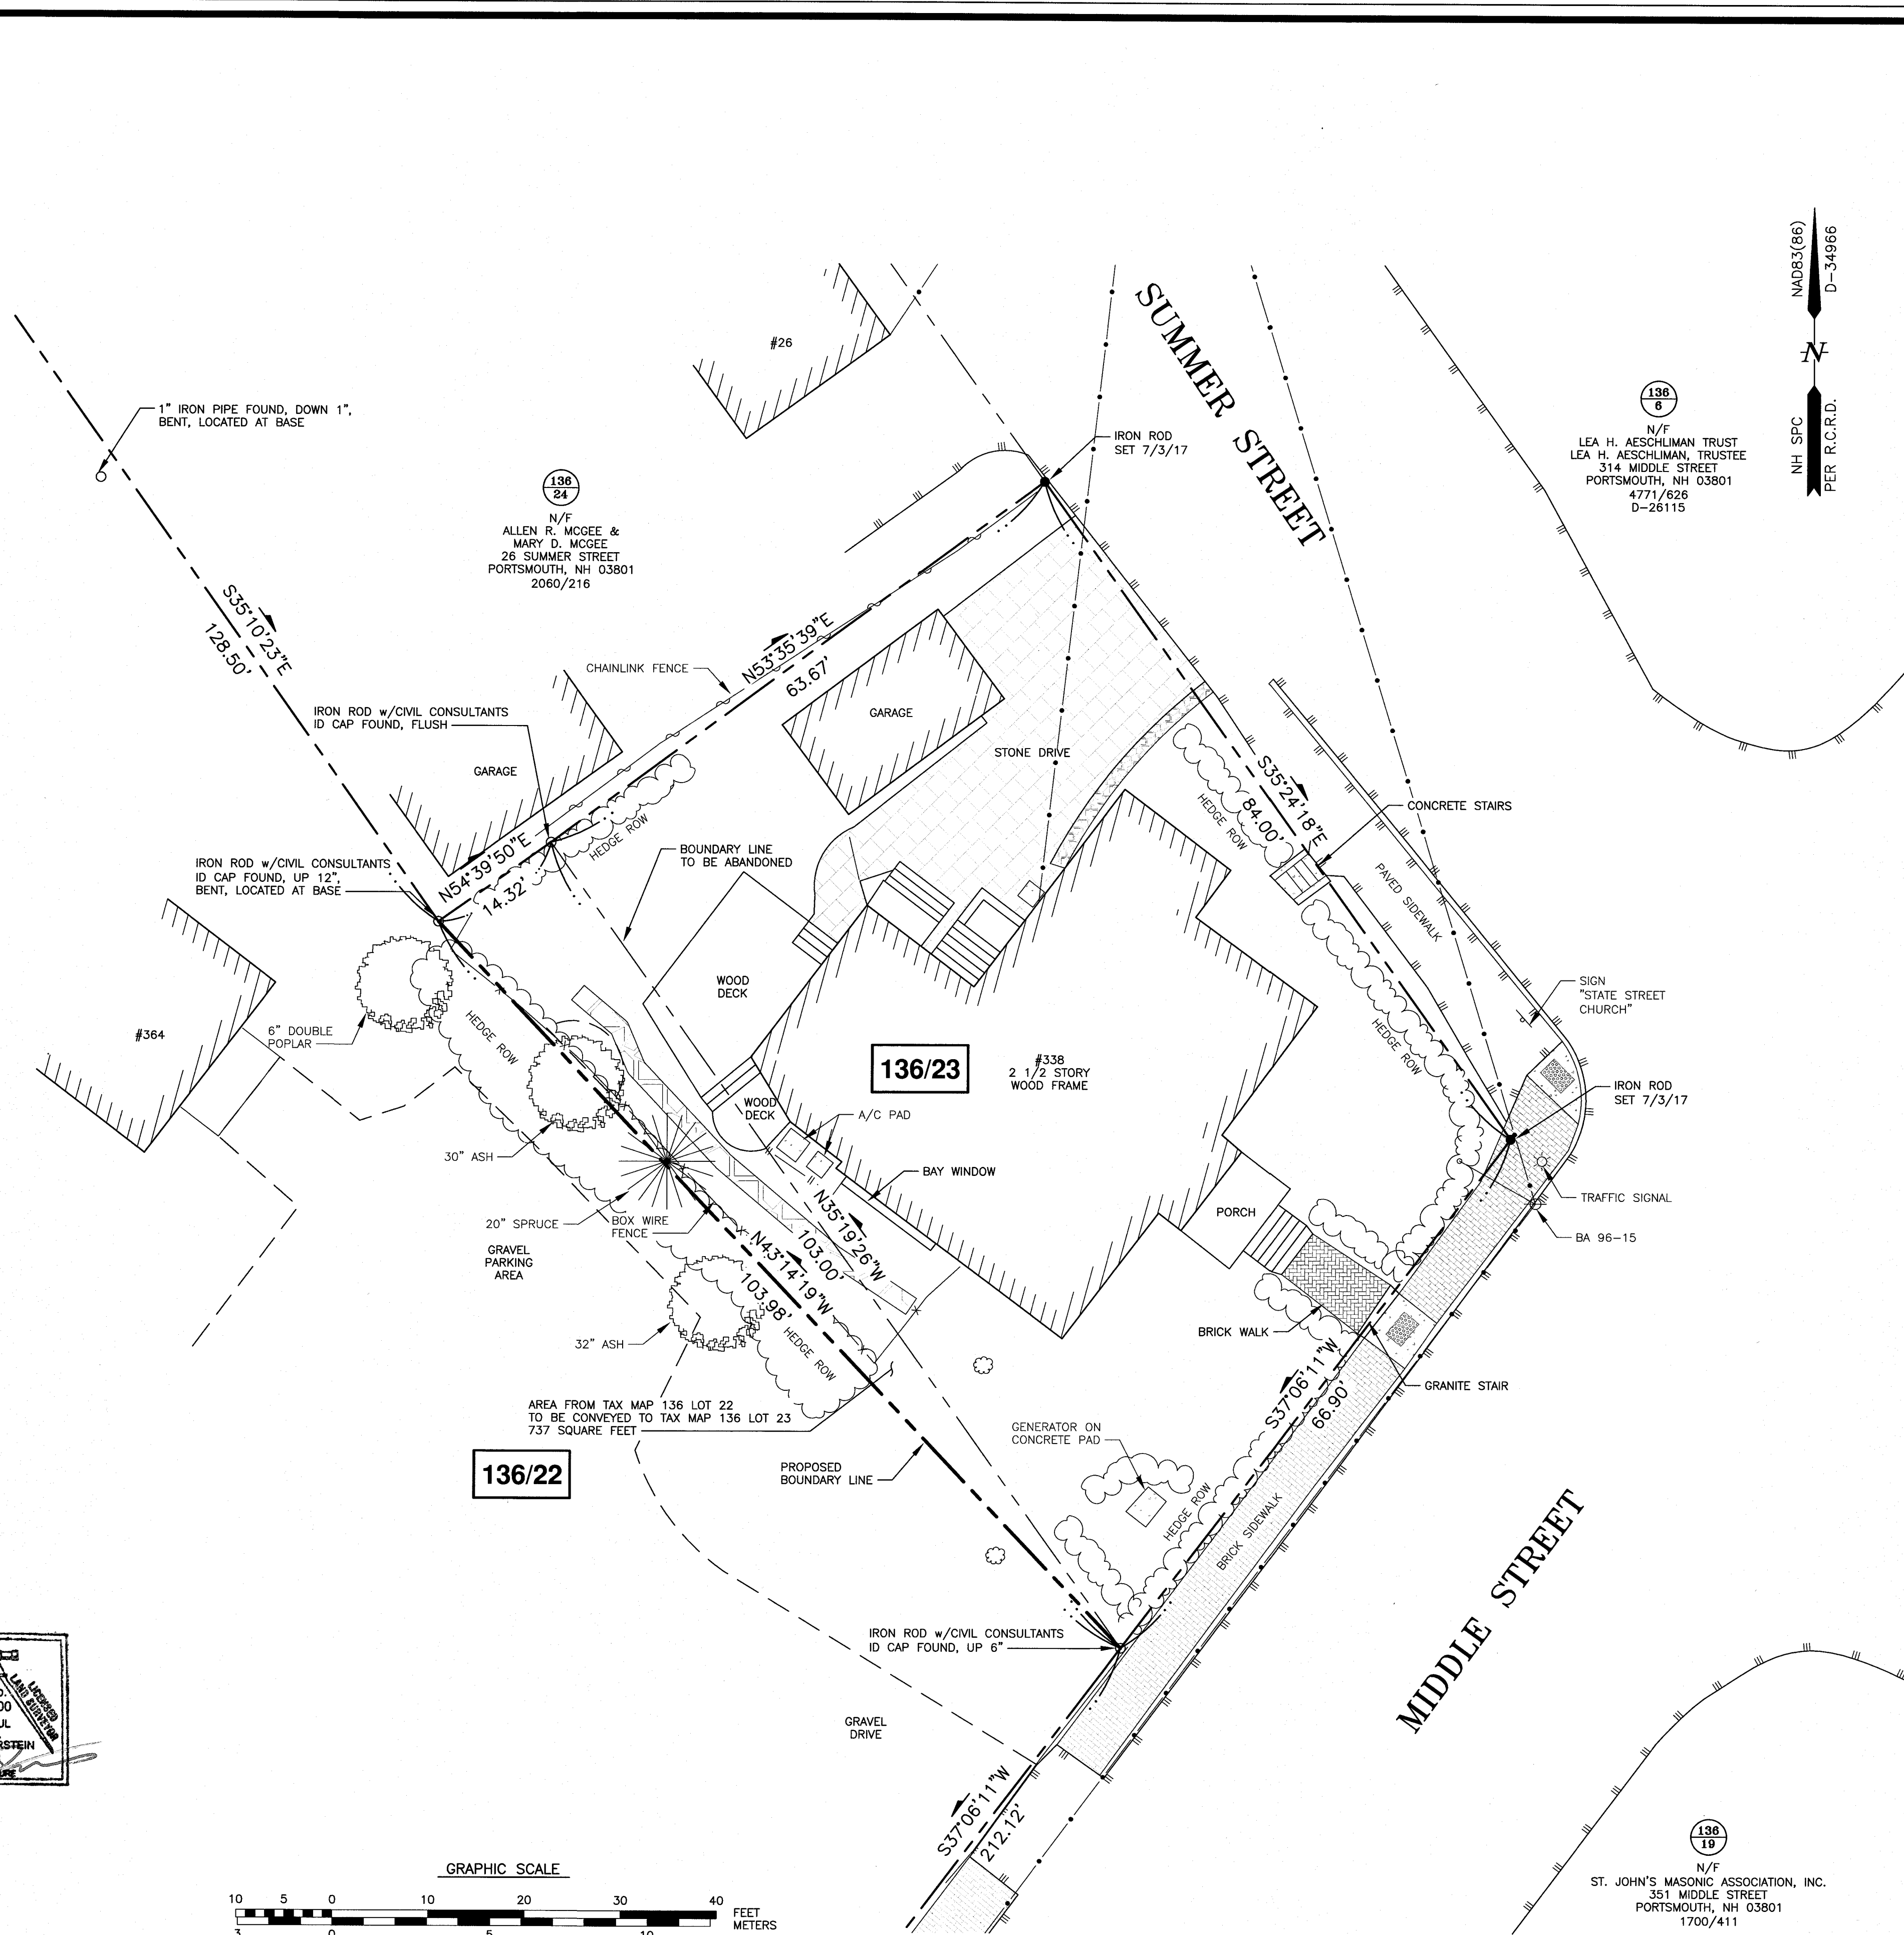 #26
SUMMER STREET
NAD83(86)
D-34966
N
NH SPC
PER R.C.R.D.
136
6
N/F
LEA H. AESCHLIMAN TRUST
LEA H. AESCHLIMAN, TRUSTEE
314 MIDDLE STREET
PORTSMOUTH, NH 03801
4771/626
D-26115
1" IRON PIPE FOUND, DOWN 1",
BENT, LOCATED AT BASE
IRON ROD
SET 7/3/17
136
24
N/F
ALLEN R. MCGEE &
MARY D. MCGEE
26 SUMMER STREET
PORTSMOUTH, NH 03801
2060/216
S35°10'23"E
128.50'
N53°35'39"E
63.67'
CHAINLINK FENCE
IRON ROD w/CIVIL CONSULTANTS
ID CAP FOUND, FLUSH
GARAGE
GARAGE
STONE DRIVE
HEDGE ROW
HEDGE ROW
S35°24'18"E
84.00'
CONCRETE STAIRS
BOUNDARY LINE
TO BE ABANDONED
IRON ROD w/CIVIL CONSULTANTS
ID CAP FOUND, UP 12",
BENT, LOCATED AT BASE
N54°39'50"E
14.32'
PAVED SIDEWALK
WOOD
DECK
SIGN
"STATE STREET
CHURCH"
#364
6" DOUBLE
POPLAR
HEDGE ROW
HEDGE ROW
136/23
#338
2 1/2 STORY
WOOD FRAME
IRON ROD
SET 7/3/17
WOOD
DECK
A/C PAD
30" ASH
BAY WINDOW
TRAFFIC SIGNAL
PORCH
20" SPRUCE
BOX WIRE
FENCE
BA 96-15
GRAVEL
PARKING
AREA
N35°19'26"W
103.00'
N43°14'19"W
103.98'
32" ASH
HEDGE ROW
BRICK WALK
S37°06'11"W
66.90'
GRANITE STAIR
AREA FROM TAX MAP 136 LOT 22
TO BE CONVEYED TO TAX MAP 136 LOT 23
737 SQUARE FEET
GENERATOR ON
CONCRETE PAD
136/22
PROPOSED
BOUNDARY LINE
HEDGE ROW
BRICK SIDEWALK
MIDDLE STREET
IRON ROD w/CIVIL CONSULTANTS
ID CAP FOUND, UP 6"
LICENSED
LAND SURVEYOR
GRAVEL
DRIVE
S37°06'11"W
212.12'
136
19
N/F
ST. JOHN'S MASONIC ASSOCIATION, INC.
351 MIDDLE STREET
PORTSMOUTH, NH 03801
1700/411
GRAPHIC SCALE
10 5 0 10 20 30 40
FEET
METERS
3 0 5 10